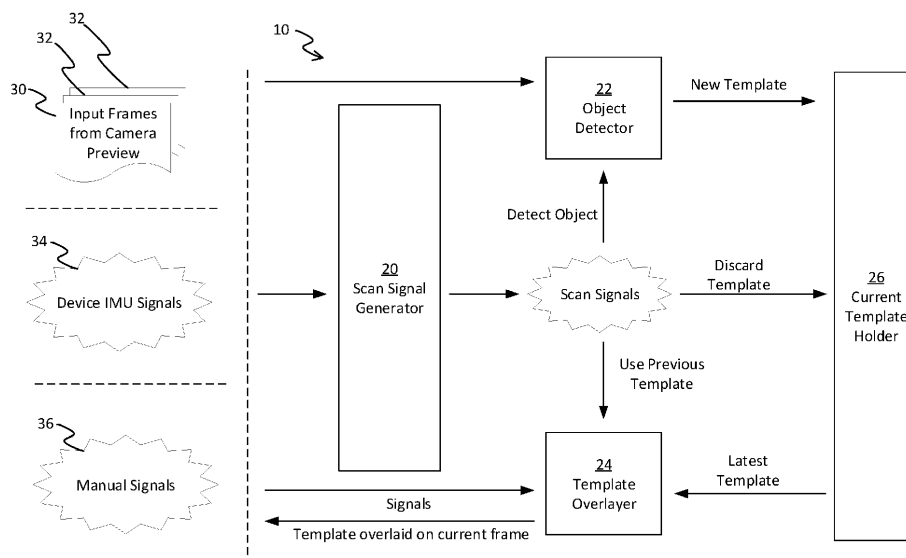 32
32
10
30
Input Frames
from Camera
Preview
22
Object
Detector
New Template
Detect Object
34
Device IMU Signals
20
Scan Signal
Generator
Scan Signals
Discard
Template
26
Current
Template
Holder
Use Previous
Template
36
Manual Signals
24
Template
Overlayer
Latest
Template
Signals
Template overlaid on current frame